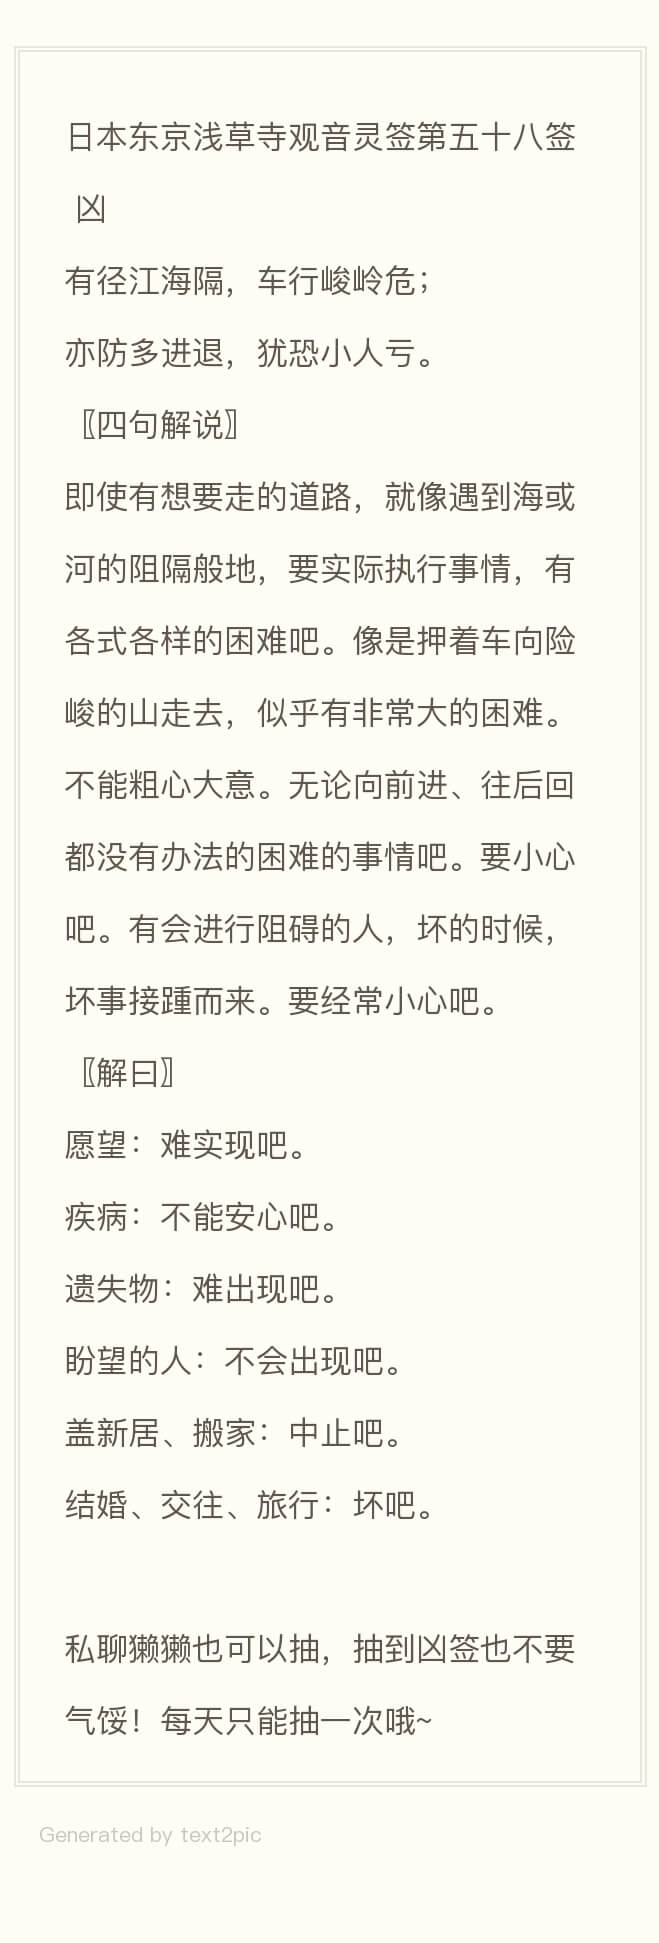 日本东京浅草寺观音灵签第五十八签
凶
有径江海隔，车行峻岭危；
亦防多进退，犹恐小人亏。
〖四句解说〗
即使有想要走的道路，就像遇到海或
河的阻隔般地，要实际执行事情，有
各式各样的困难吧。像是押着车向险
峻的山走去，似乎有非常大的困难。
不能粗心大意。无论向前进、往后回
都没有办法的困难的事情吧。要小心
吧。有会进行阻碍的人，坏的时候，
坏事接踵而来。要经常小心吧。
〖解曰〗
愿望：难实现吧。
疾病：不能安心吧。
遗失物：难出现吧。
盼望的人：不会出现吧。
盖新居、搬家：中止吧。
结婚、交往、旅行：坏吧。
私聊獭獭也可以抽，抽到凶签也不要
气馁！每天只能抽一次哦~
Generated by text2pic